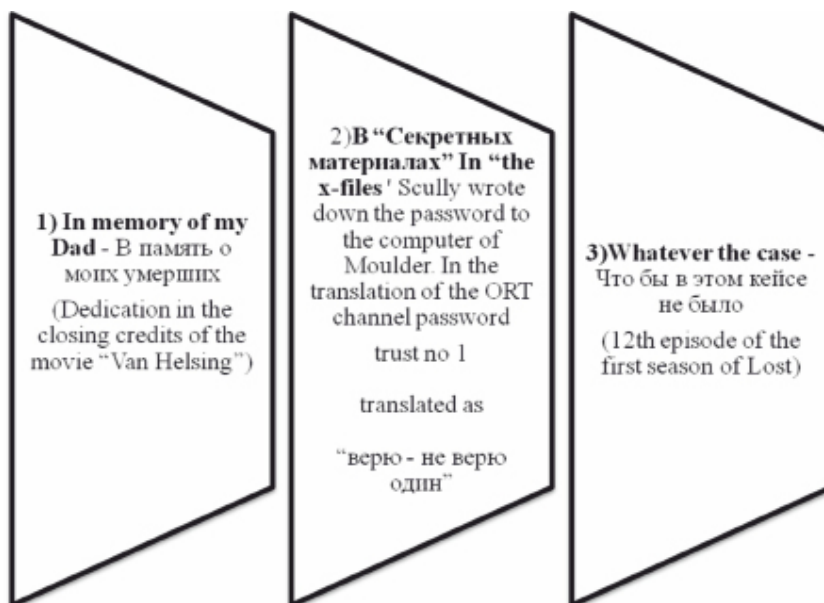 1) In memory of my
Dad - В память о
моих умерших
(Dedication in the
closing credits of the
movie “Van Helsing”)
2)В “Секретных
материалах” In “the
x-files ' Scully wrote
down the password to
the computer of
Moulder. In the
translation of the ORT
channel password
trust no 1
translated as
“верю - не верю
один”
3)Whatever the case -
Что бы в этом кейсе
не было
(12th episode of the
first season of Lost)